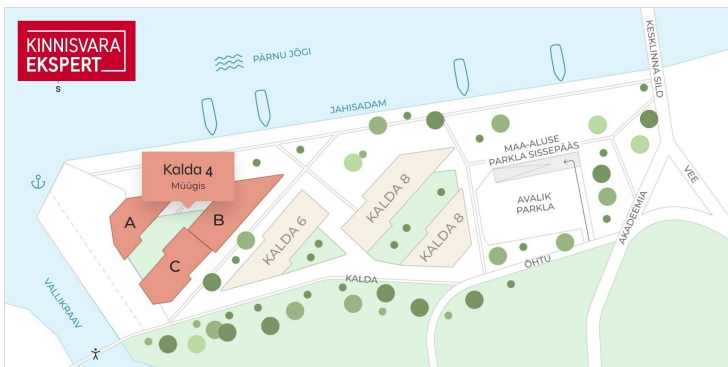 KINNISVARA
EKSPERT
S
PÄRNU JÕGI
JAHISADAM
KESKLINNA SILD
MAA-ALUSE
PARKLA SISSEPÄÄS
Kalda 4
Müügis
A
B
C
KALDA 6
KALDA 8
KALDA 8
AVALIK
PARKLA
VEE
AKADEEMIA
ÕHTU
KALDA
VALLIKRAAV